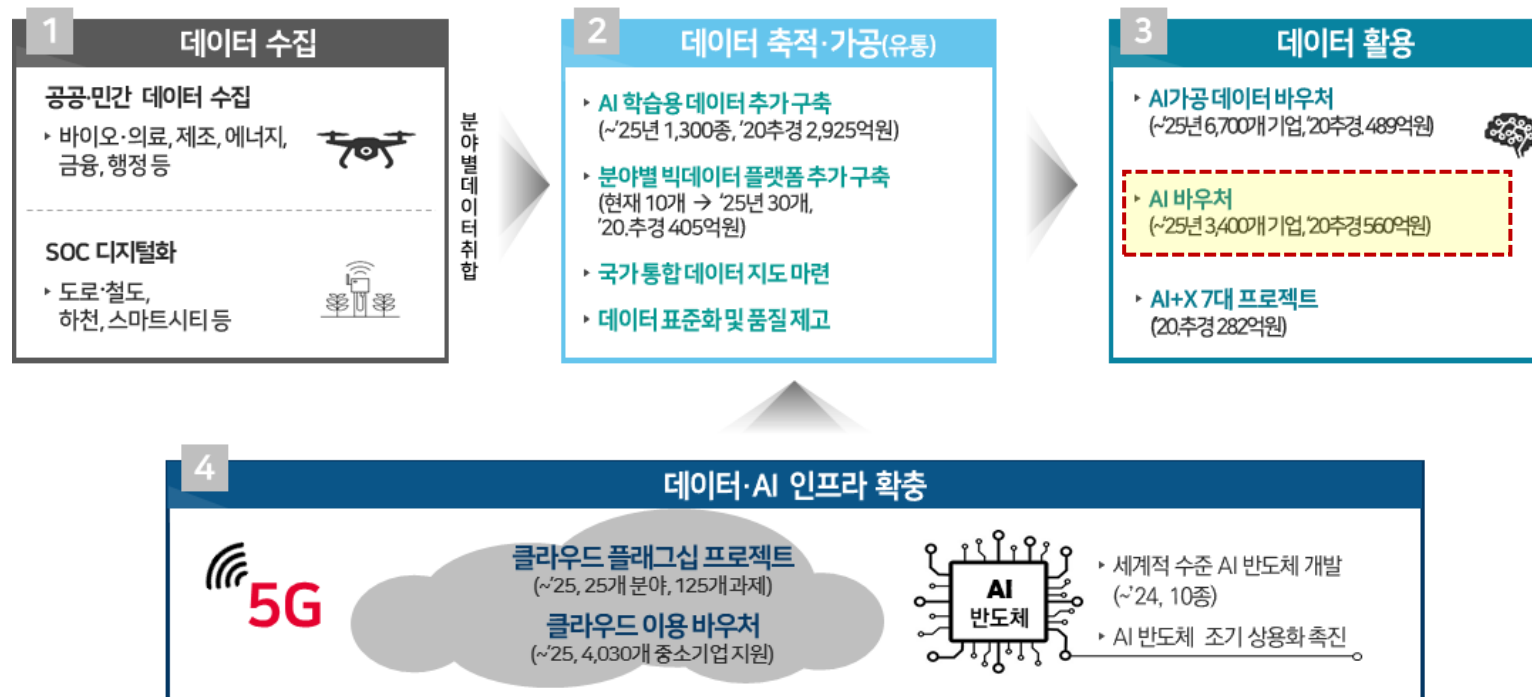 1
데이터 수집
공공·민간 데이터 수집
▸ 바이오·의료, 제조, 에너지,
금융, 행정 등
SOC 디지털화
▸ 도로·철도,
하천, 스마트시티 등
분야별데이터취합
2
데이터 축적·가공(유통)
▸ AI 학습용 데이터 추가 구축
(~'25년 1,300종, '20추경 2,925억원)
▸ 분야별 빅데이터 플랫폼 추가 구축
(현재 10개 → '25년 30개,
'20.추경 405억원)
▸ 국가 통합 데이터 지도 마련
▸ 데이터 표준화 및 품질 제고
3
데이터 활용
▸ AI가공 데이터 바우처
(~'25년 6,700개 기업, '20추경 489억원)
▸ AI 바우처
(~'25년 3,400개 기업, '20추경 560억원)
▸ AI+X 7대 프로젝트
('20.추경 282억원)
4
데이터·AI 인프라 확충
5G
클라우드 플래그십 프로젝트
(~'25, 25개 분야, 125개 과제)
클라우드 이용 바우처
(~'25, 4,030개 중소기업 지원)
AI
반도체
▸ 세계적 수준 AI 반도체 개발
(~'24, 10종)
▸ AI 반도체 조기 상용화 촉진